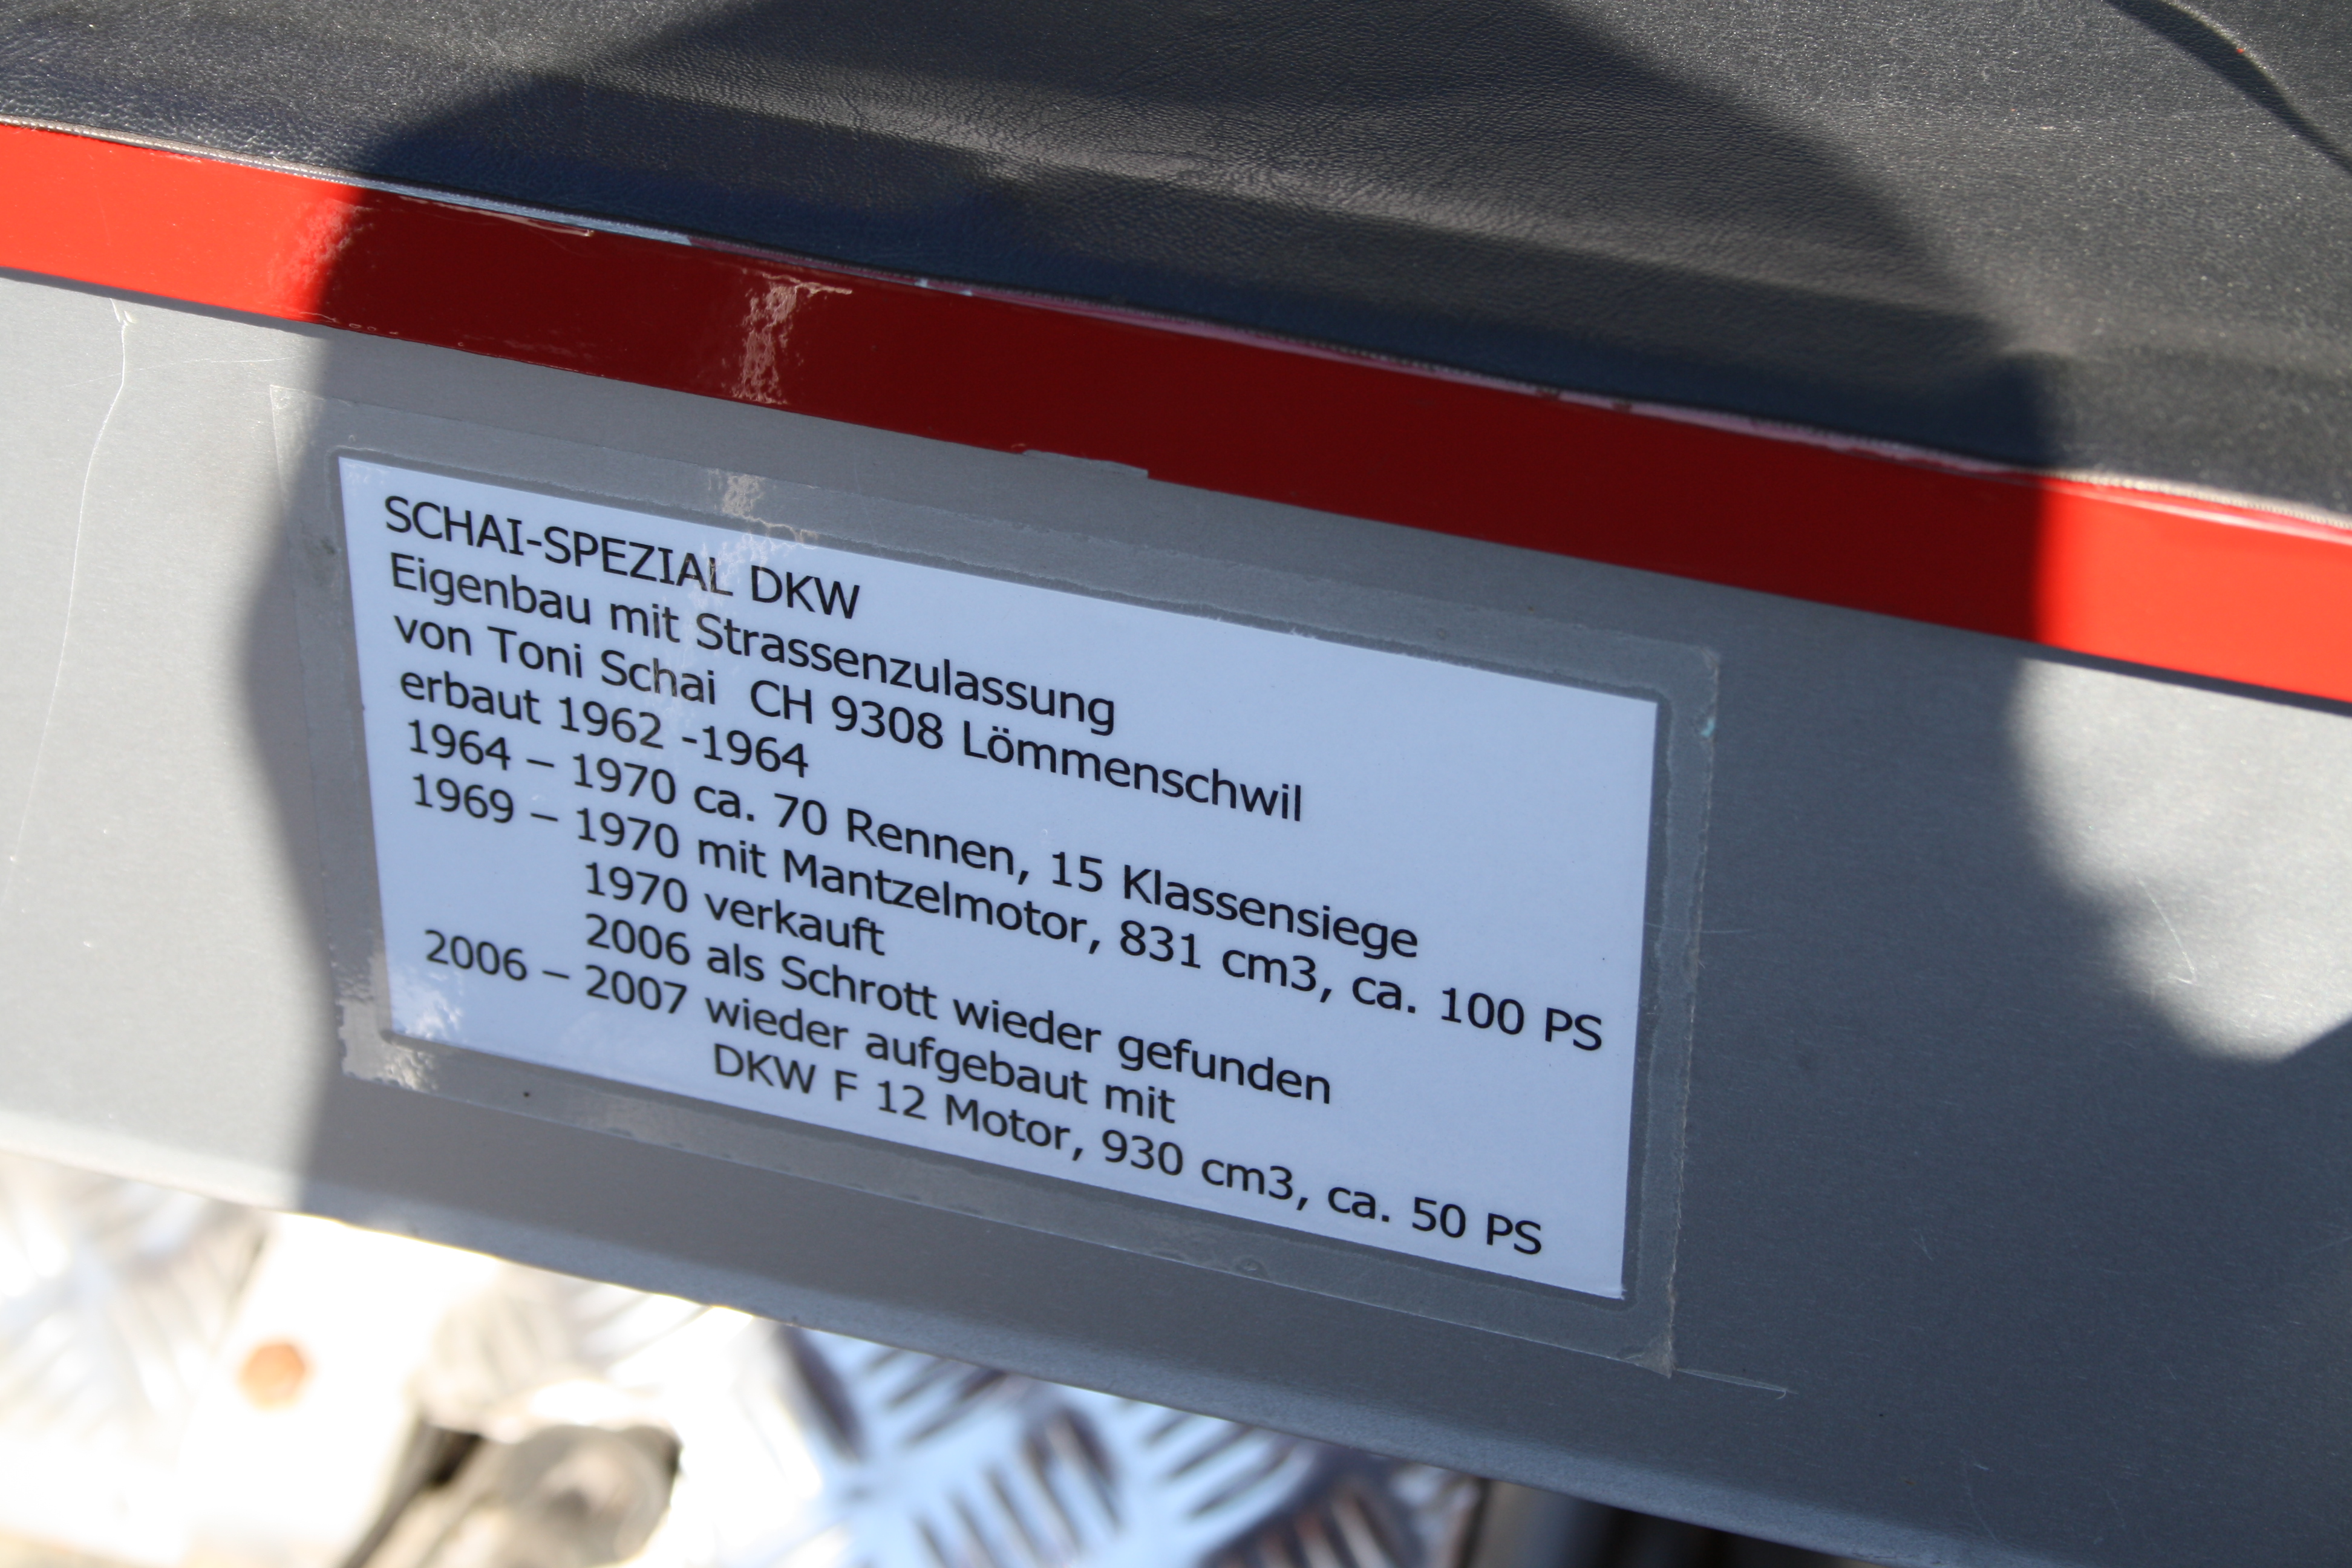 SCHAI-SPEZIAL DKW
Eigenbau mit Strassenzulassung
von Toni Schai  CH 9308 Lömmenschwil
erbaut 1962 -1964
1964 – 1970 ca. 70 Rennen, 15 Klassensiege
1969 – 1970 mit Mantzelmotor, 831 cm3, ca. 100 PS
1970 verkauft
2006 als Schrott wieder gefunden
2006 – 2007 wieder aufgebaut mit
DKW F 12 Motor, 930 cm3, ca. 50 PS